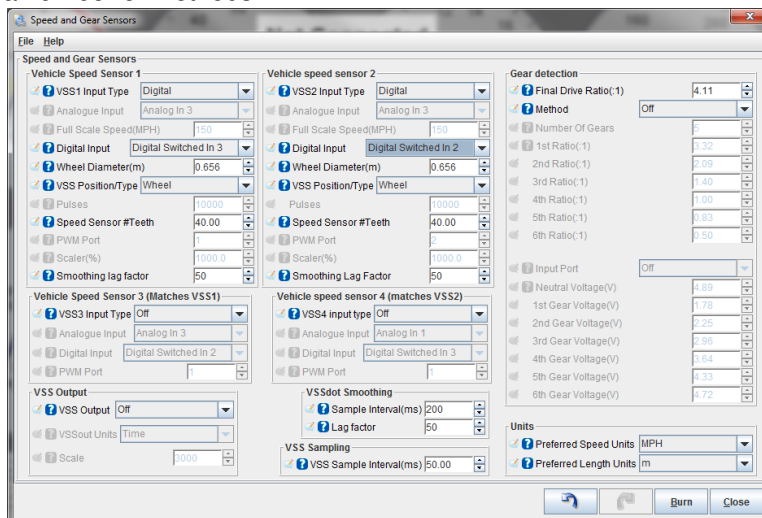 Speed and Gear Sensors
File Help
Speed and Gear Sensors
Vehicle Speed Sensor 1
VSS1 Input Type Digital
Analogue Input Analog In 3
Full Scale Speed(MPH) 150
Digital Input Digital Switched In 3
Wheel Diameter(m) 0.656
VSS Position/Type Wheel
Pulses 10000
Speed Sensor #Teeth 40.00
PWM Port 1
Scaler(%) 1000.0
Smoothing lag factor 50
Vehicle speed sensor 2
VSS2 Input Type Digital
Analogue Input Analog In 3
Full Scale Speed(MPH) 150
Digital Input Digital Switched In 2
Wheel Diameter(m) 0.656
VSS Position/Type Wheel
Pulses 10000
Speed Sensor #Teeth 40.00
PWM Port 2
Scaler(%) 1000.0
Smoothing Lag Factor 50
Gear detection
Final Drive Ratio(:1) 4.11
Method Off
Number Of Gears 5
1st Ratio(:1) 3.32
2nd Ratio(:1) 2.09
3rd Ratio(:1) 1.40
4th Ratio(:1) 1.00
5th Ratio(:1) 0.83
6th Ratio(:1) 0.50
Input Port Off
Neutral Voltage(V) 4.89
1st Gear Voltage(V) 1.78
2nd Gear Voltage(V) 2.25
3rd Gear Voltage(V) 2.96
4th Gear Voltage(V) 3.64
5th Gear Voltage(V) 4.33
6th Gear Voltage(V) 4.72
Vehicle Speed Sensor 3 (Matches VSS1)
VSS3 Input Type Off
Analogue Input Analog In 3
Digital Input Digital Switched In 2
PWM Port 1
Vehicle speed sensor 4 (matches VSS2)
VSS4 input type Off
Analogue Input Analog In 1
Digital Input Digital Switched In 3
PWM Port 1
VSS Output
VSS Output Off
VSSout Units Time
Scale 3000
VSSdot Smoothing
Sample Interval(ms) 200
Lag factor 50
VSS Sampling
VSS Sample Interval(ms) 50.00
Units
Preferred Speed Units MPH
Preferred Length Units m
Burn Close